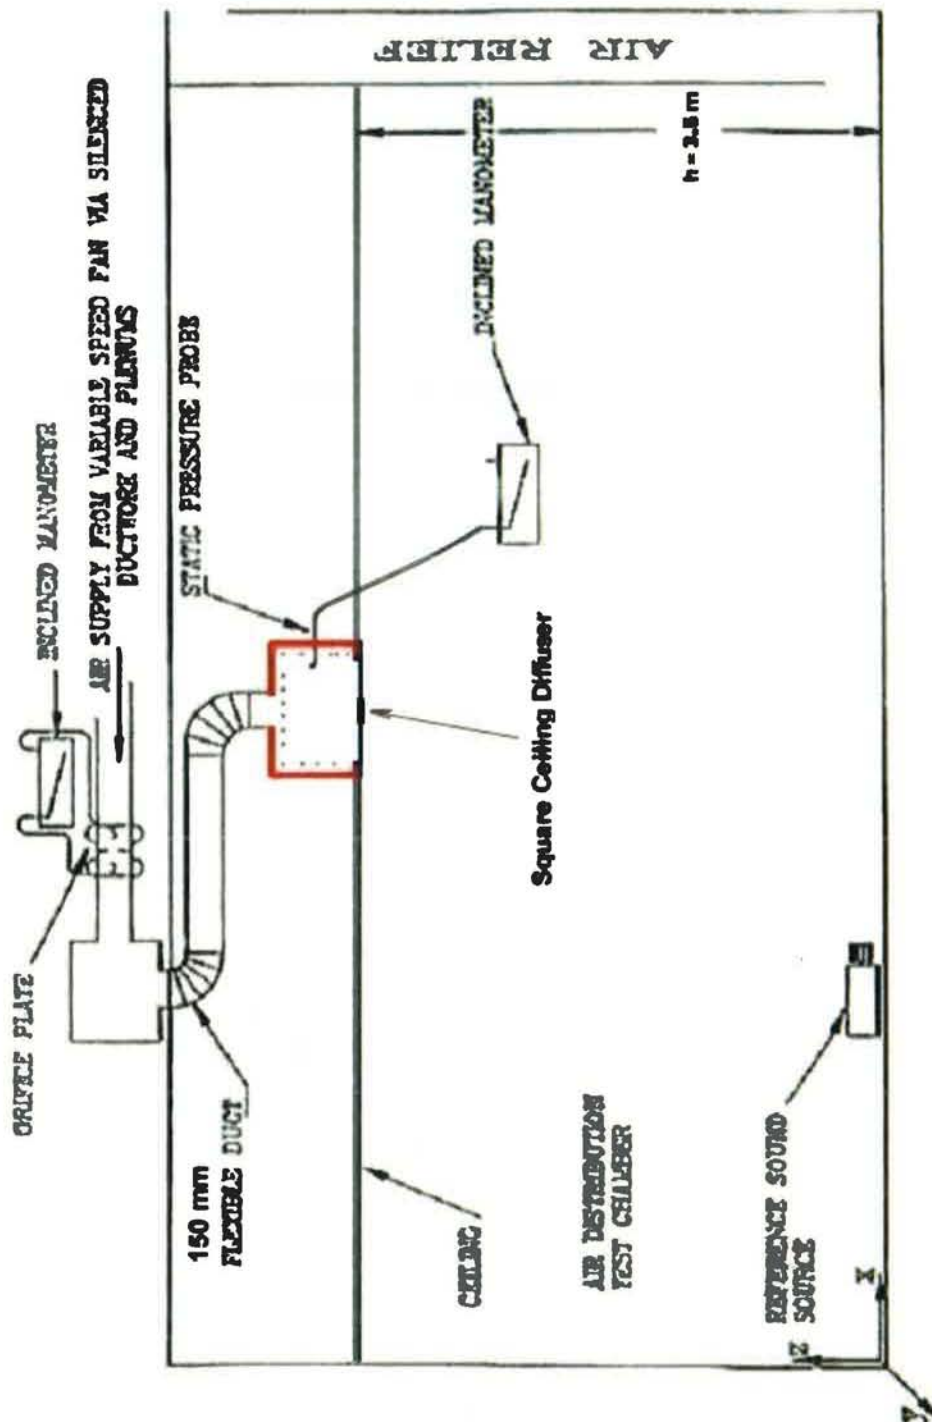 ORIFICE PLATE
INCLINED MANOMETER
AIR SUPPLY FROM VARIABLE SPEED FAN VIA SILENCED
DUCTWORK AND PLENUMS
STATIC PRESSURE PROBE
150 mm
FLEXIBLE DUCT
AIR RELIEF
INCLINED MANOMETER
CEILING
Square Ceiling Diffuser
AIR DISTRIBUTION
TEST CHAMBER
h = m
REFERENCE SOUND
SOURCE
Z
X
Y